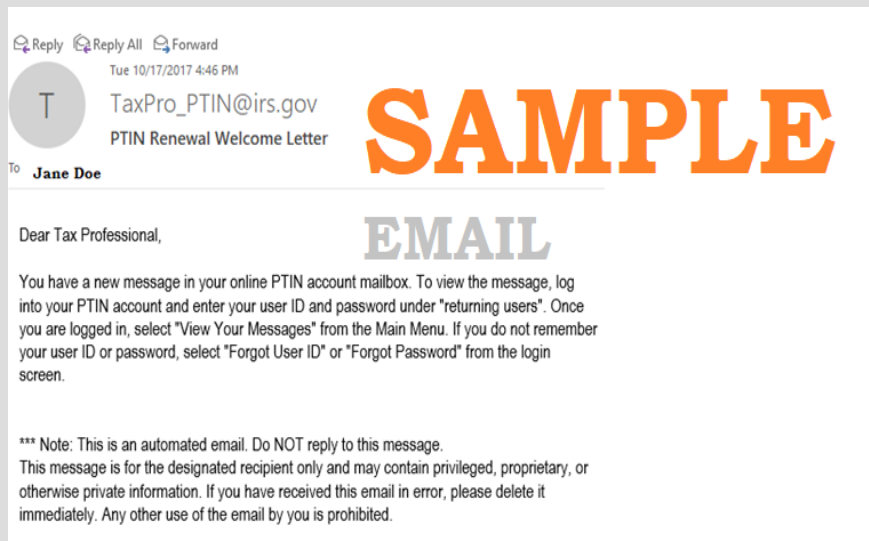 Reply Reply All Forward
Tue 10/17/2017 4:46 PM
T
TaxPro_PTIN@irs.gov
PTIN Renewal Welcome Letter
SAMPLE
To Jane Doe
EMAIL
Dear Tax Professional,
You have a new message in your online PTIN account mailbox. To view the message, log
into your PTIN account and enter your user ID and password under "returning users". Once
you are logged in, select "View Your Messages" from the Main Menu. If you do not remember
your user ID or password, select "Forgot User ID" or "Forgot Password" from the login
screen.
*** Note: This is an automated email. Do NOT reply to this message.
This message is for the designated recipient only and may contain privileged, proprietary, or
otherwise private information. If you have received this email in error, please delete it
immediately. Any other use of the email by you is prohibited.